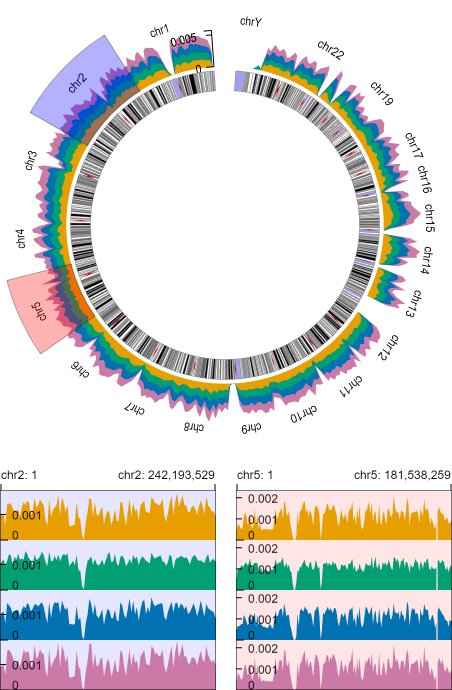 chrY
chr1
0.005
0
chr22
chr2
chr19
chr17
chr3
chr16
chr15
chr4
chr14
chr5
chr13
chr12
chr6
chr11
chr7
chr10
chr8
chr9
chr2: 1
chr2: 242,193,529
chr5: 1
chr5: 181,538,259
0.001
0
0.001
0
0.001
0
0.001
0
0.002
0.001
0
0.002
0.001
0
0.002
0.001
0
0.002
0.001
0